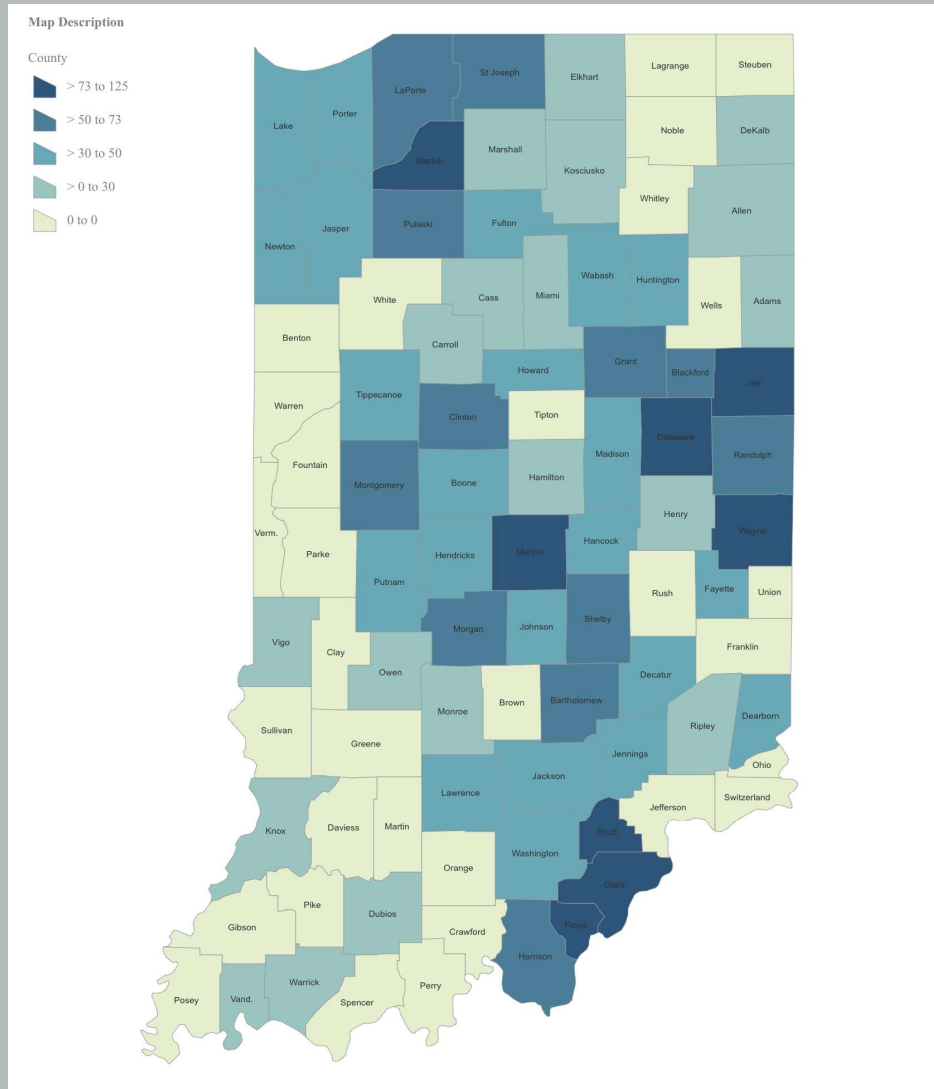 Map Description
County
> 73 to 125
> 50 to 73
> 30 to 50
> 0 to 30
0 to 0
Lake
Porter
LaPorte
St Joseph
Elkhart
Lagrange
Steuben
Noble
DeKalb
Starke
Marshall
Kosciusko
Whitley
Allen
Newton
Jasper
Pulaski
Fulton
Wabash
Huntington
Wells
Adams
White
Cass
Miami
Benton
Carroll
Grant
Blackford
Jay
Howard
Tippecanoe
Warren
Clinton
Tipton
Madison
Delaware
Randolph
Fountain
Montgomery
Boone
Hamilton
Henry
Wayne
Verm.
Parke
Putnam
Hendricks
Marion
Hancock
Rush
Fayette
Union
Vigo
Clay
Owen
Morgan
Johnson
Shelby
Franklin
Decatur
Sullivan
Greene
Monroe
Brown
Bartholomew
Ripley
Dearborn
Jennings
Ohio
Lawrence
Jackson
Switzerland
Jefferson
Knox
Daviess
Martin
Scott
Washington
Orange
Clark
Pike
Dubios
Floyd
Gibson
Crawford
Harrison
Posey
Vand.
Warrick
Spencer
Perry